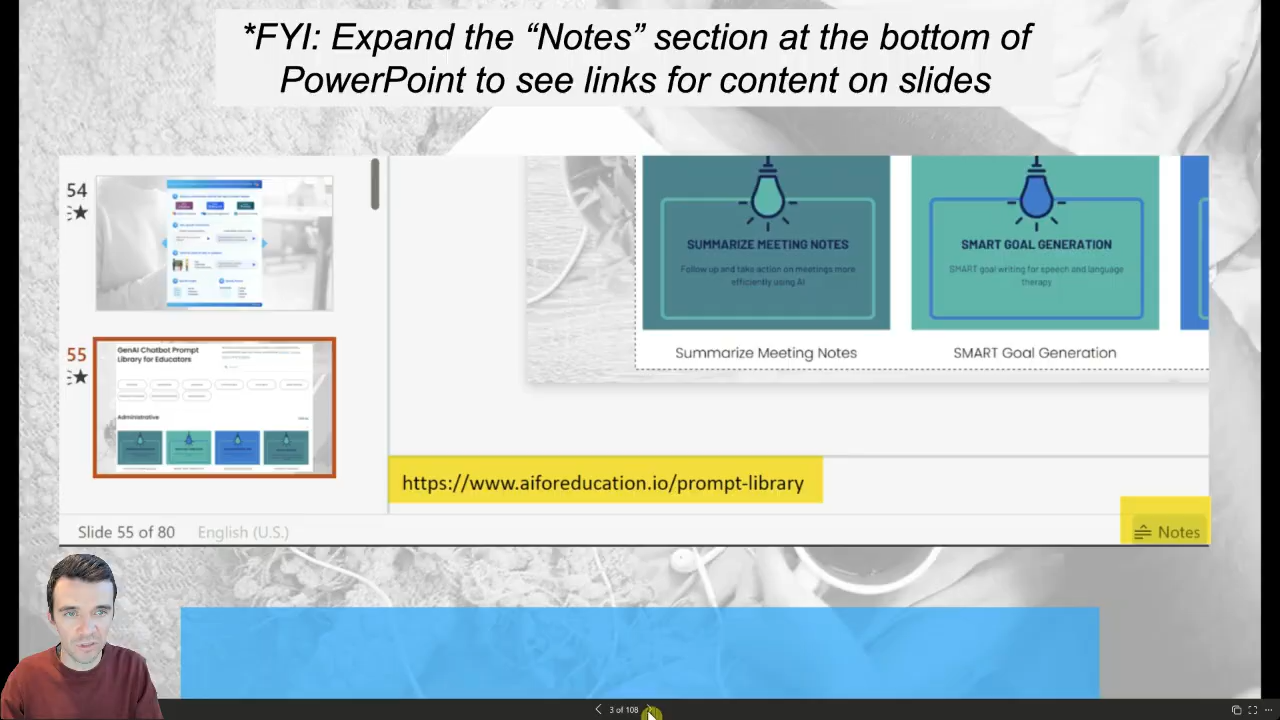 *FYI: Expand the “Notes” section at the bottom of
PowerPoint to see links for content on slides
54
55
GenAI Chatbot Prompt
Library for Educators
Administrative
SUMMARIZE MEETING NOTES
Follow up and take action on meetings more
efficiently using AI
Summarize Meeting Notes
SMART GOAL GENERATION
SMART goal writing for speech and language
therapy
SMART Goal Generation
https://www.aiforeducation.io/prompt-library
Slide 55 of 80
English (U.S.)
Notes
3 of 108